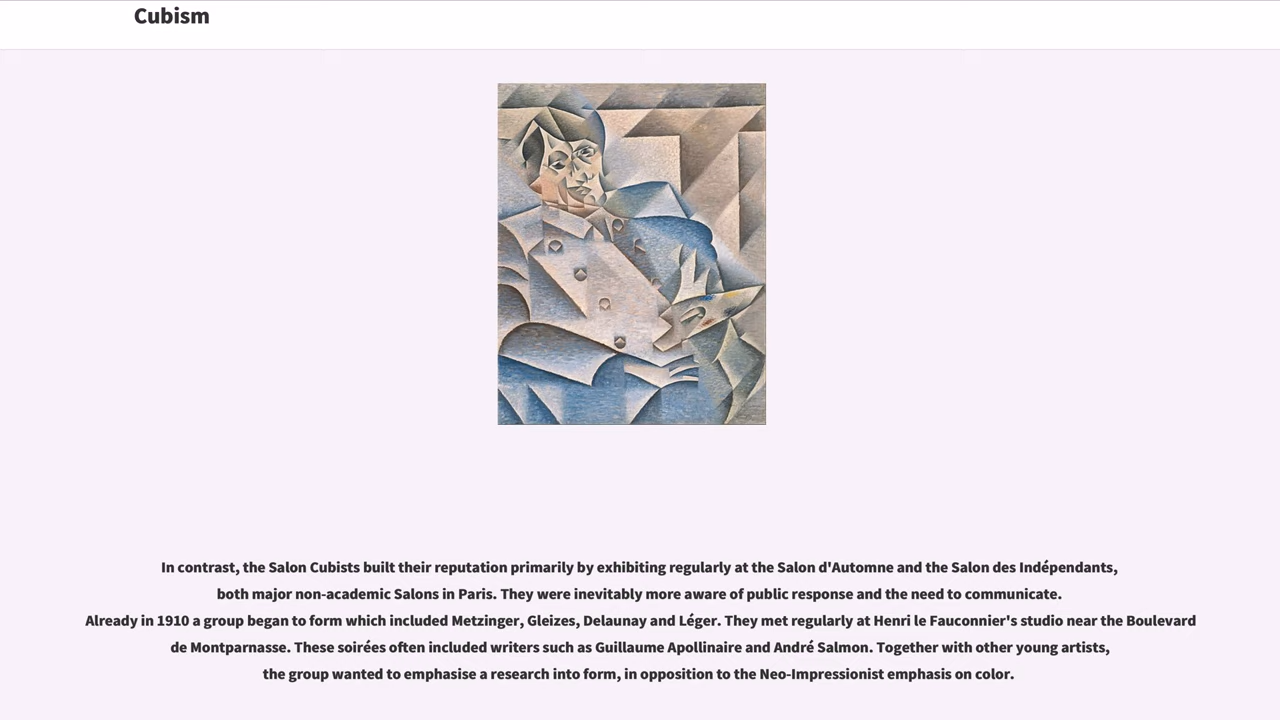 Cubism
In contrast, the Salon Cubists built their reputation primarily by exhibiting regularly at the Salon d'Automne and the Salon des Indépendants,
both major non-academic Salons in Paris. They were inevitably more aware of public response and the need to communicate.
Already in 1910 a group began to form which included Metzinger, Gleizes, Delaunay and Léger. They met regularly at Henri le Fauconnier's studio near the Boulevard
de Montparnasse. These soirées often included writers such as Guillaume Apollinaire and André Salmon. Together with other young artists,
the group wanted to emphasise a research into form, in opposition to the Neo-Impressionist emphasis on color.